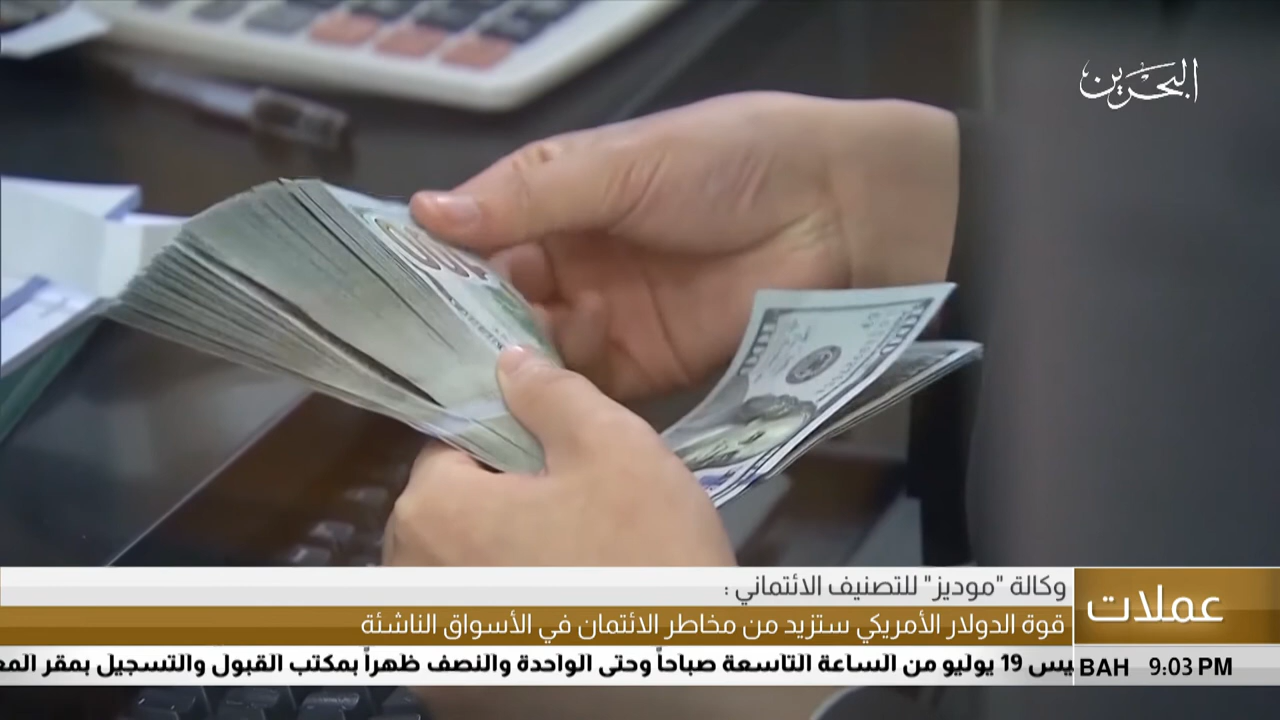 البحرين
عملات
وكالة "موديز" للتصنيف الائتماني :
قوة الدولار الأمريكي ستزيد من مخاطر الائتمان في الأسواق الناشئة
يس 19 يوليو من الساعة التاسعة صباحاً وحتى الواحدة والنصف ظهراً بمكتب القبول والتسجيل بمقر المع
BAH 9:03 PM